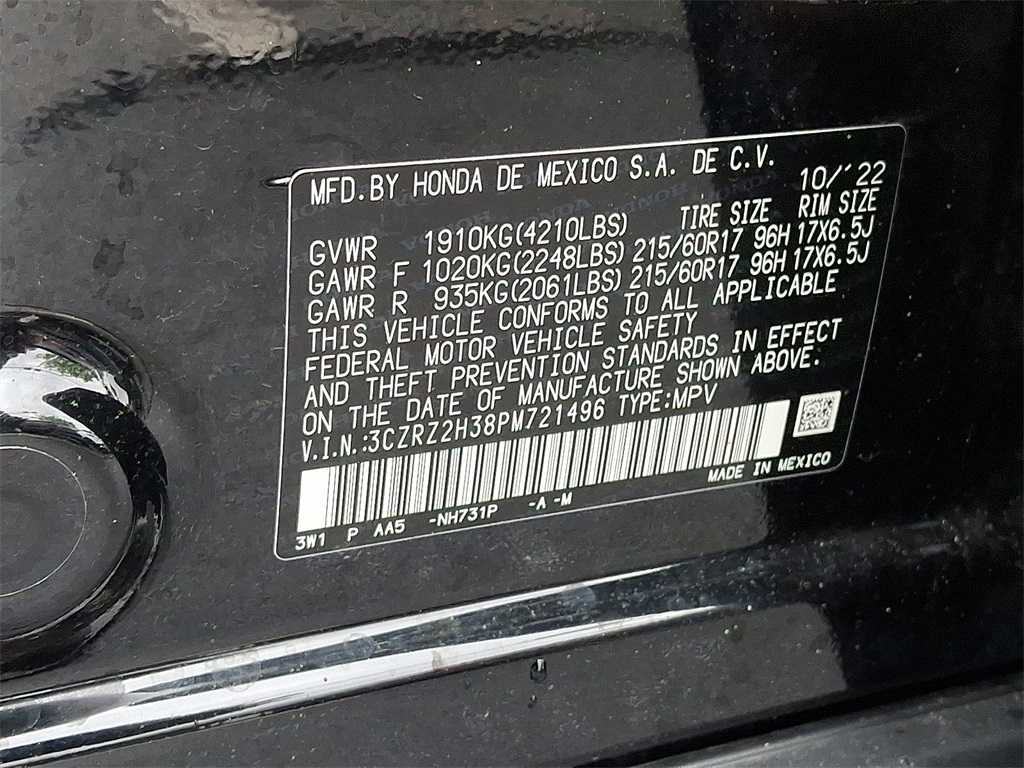 MFD.BY HONDA DE MEXICO S.A. DE C.V.
10/'22
GVWR 1910KG(4210LBS) TIRE SIZE RIM SIZE
GAWR F 1020KG(2248LBS) 215/60R17 96H 17X6.5J
GAWR R 935KG(2061LBS) 215/60R17 96H 17X6.5J
THIS VEHICLE CONFORMS TO ALL APPLICABLE
FEDERAL MOTOR VEHICLE SAFETY
AND THEFT PREVENTION STANDARDS IN EFFECT
ON THE DATE OF MANUFACTURE SHOWN ABOVE.
V.I.N.:3CZRZ2H38PM721496 TYPE:MPV
MADE IN MEXICO
3W1 P AA5 -NH731P -A -M